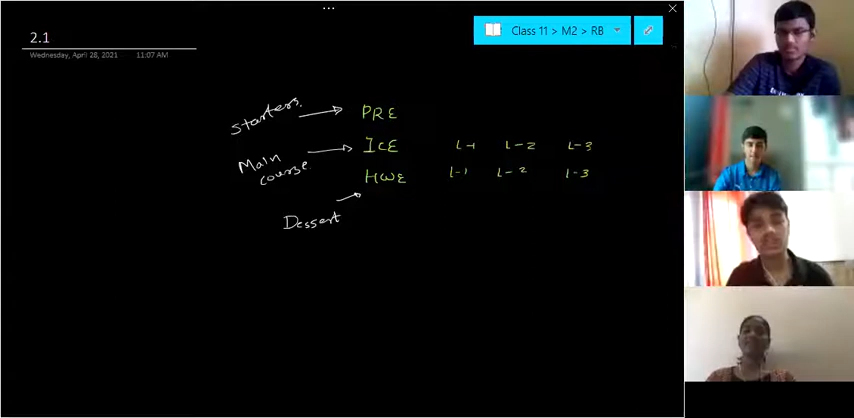 ...
2.1
Class 11 > M2 > RB
Wednesday, April 28, 2021 11:07 AM
Starters. → PRE
Main course. → ICE L-1 L-2 L-3
HWE L-1 L-2 L-3
Dessert